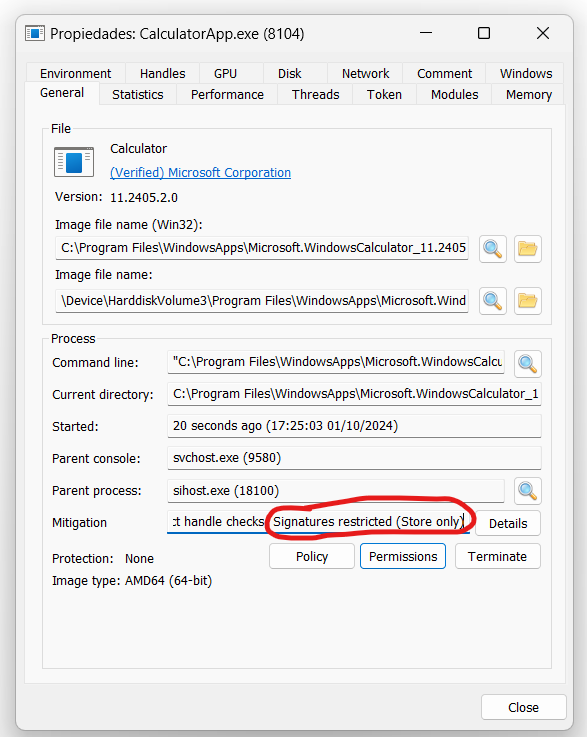 Propiedades: CalculatorApp.exe (8104)
Environment Handles GPU Disk Network Comment Windows
General Statistics Performance Threads Token Modules Memory
File
Calculator
(Verified) Microsoft Corporation
Version: 11.2405.2.0
Image file name (Win32):
C:\Program Files\WindowsApps\Microsoft.WindowsCalculator_11.2405
Image file name:
\Device\HarddiskVolume3\Program Files\WindowsApps\Microsoft.Wind
Process
Command line: "C:\Program Files\WindowsApps\Microsoft.WindowsCalcu
Current directory: C:\Program Files\WindowsApps\Microsoft.WindowsCalculator_1
Started: 20 seconds ago (17:25:03 01/10/2024)
Parent console: svchost.exe (9580)
Parent process: sihost.exe (18100)
Mitigation :t handle checks Signatures restricted (Store only) Details
Protection: None Policy Permissions Terminate
Image type: AMD64 (64-bit)
Close